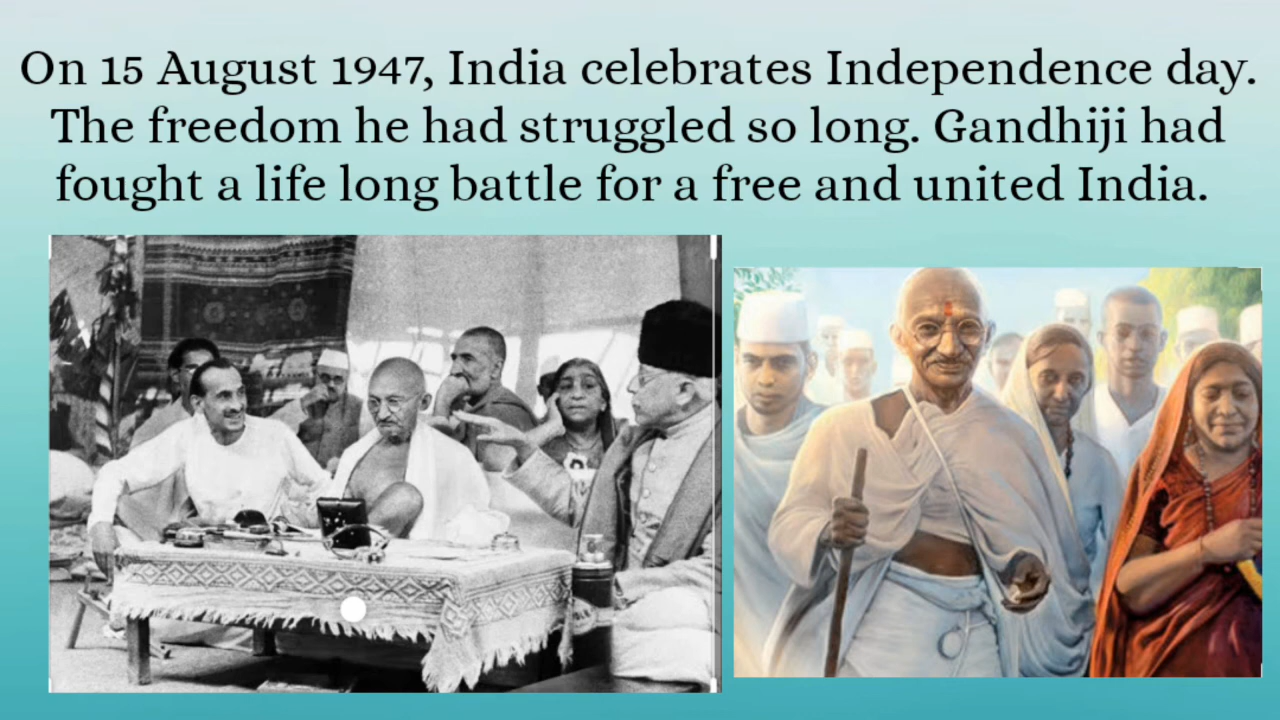 On 15 August 1947, India celebrates Independence day.
The freedom he had struggled so long. Gandhiji had
fought a life long battle for a free and united India.